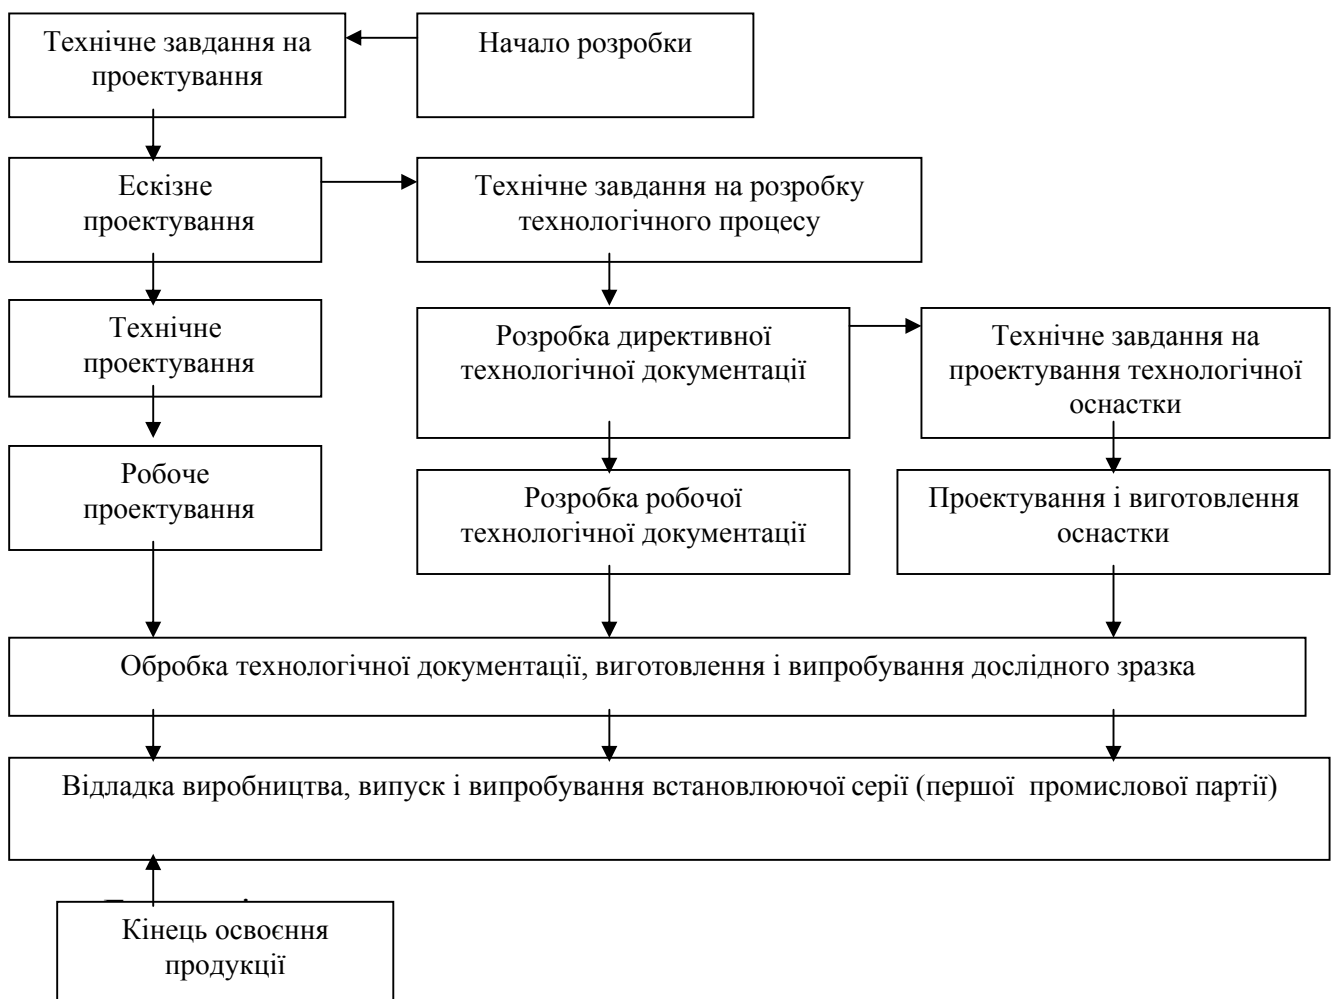 Технічне завдання на
проектування
Начало розробки
Ескізне
проектування
Технічне завдання на розробку
технологічного процесу
Технічне
проектування
Розробка директивної
технологічної документації
Технічне завдання на
проектування технологічної
оснастки
Робоче
проектування
Розробка робочої
технологічної документації
Проектування і виготовлення
оснастки
Обробка технологічної документації, виготовлення і випробування дослідного зразка
Відладка виробництва, випуск і випробування встановлюючої серії (першої  промислової партії)
Кінець освоєння
продукції